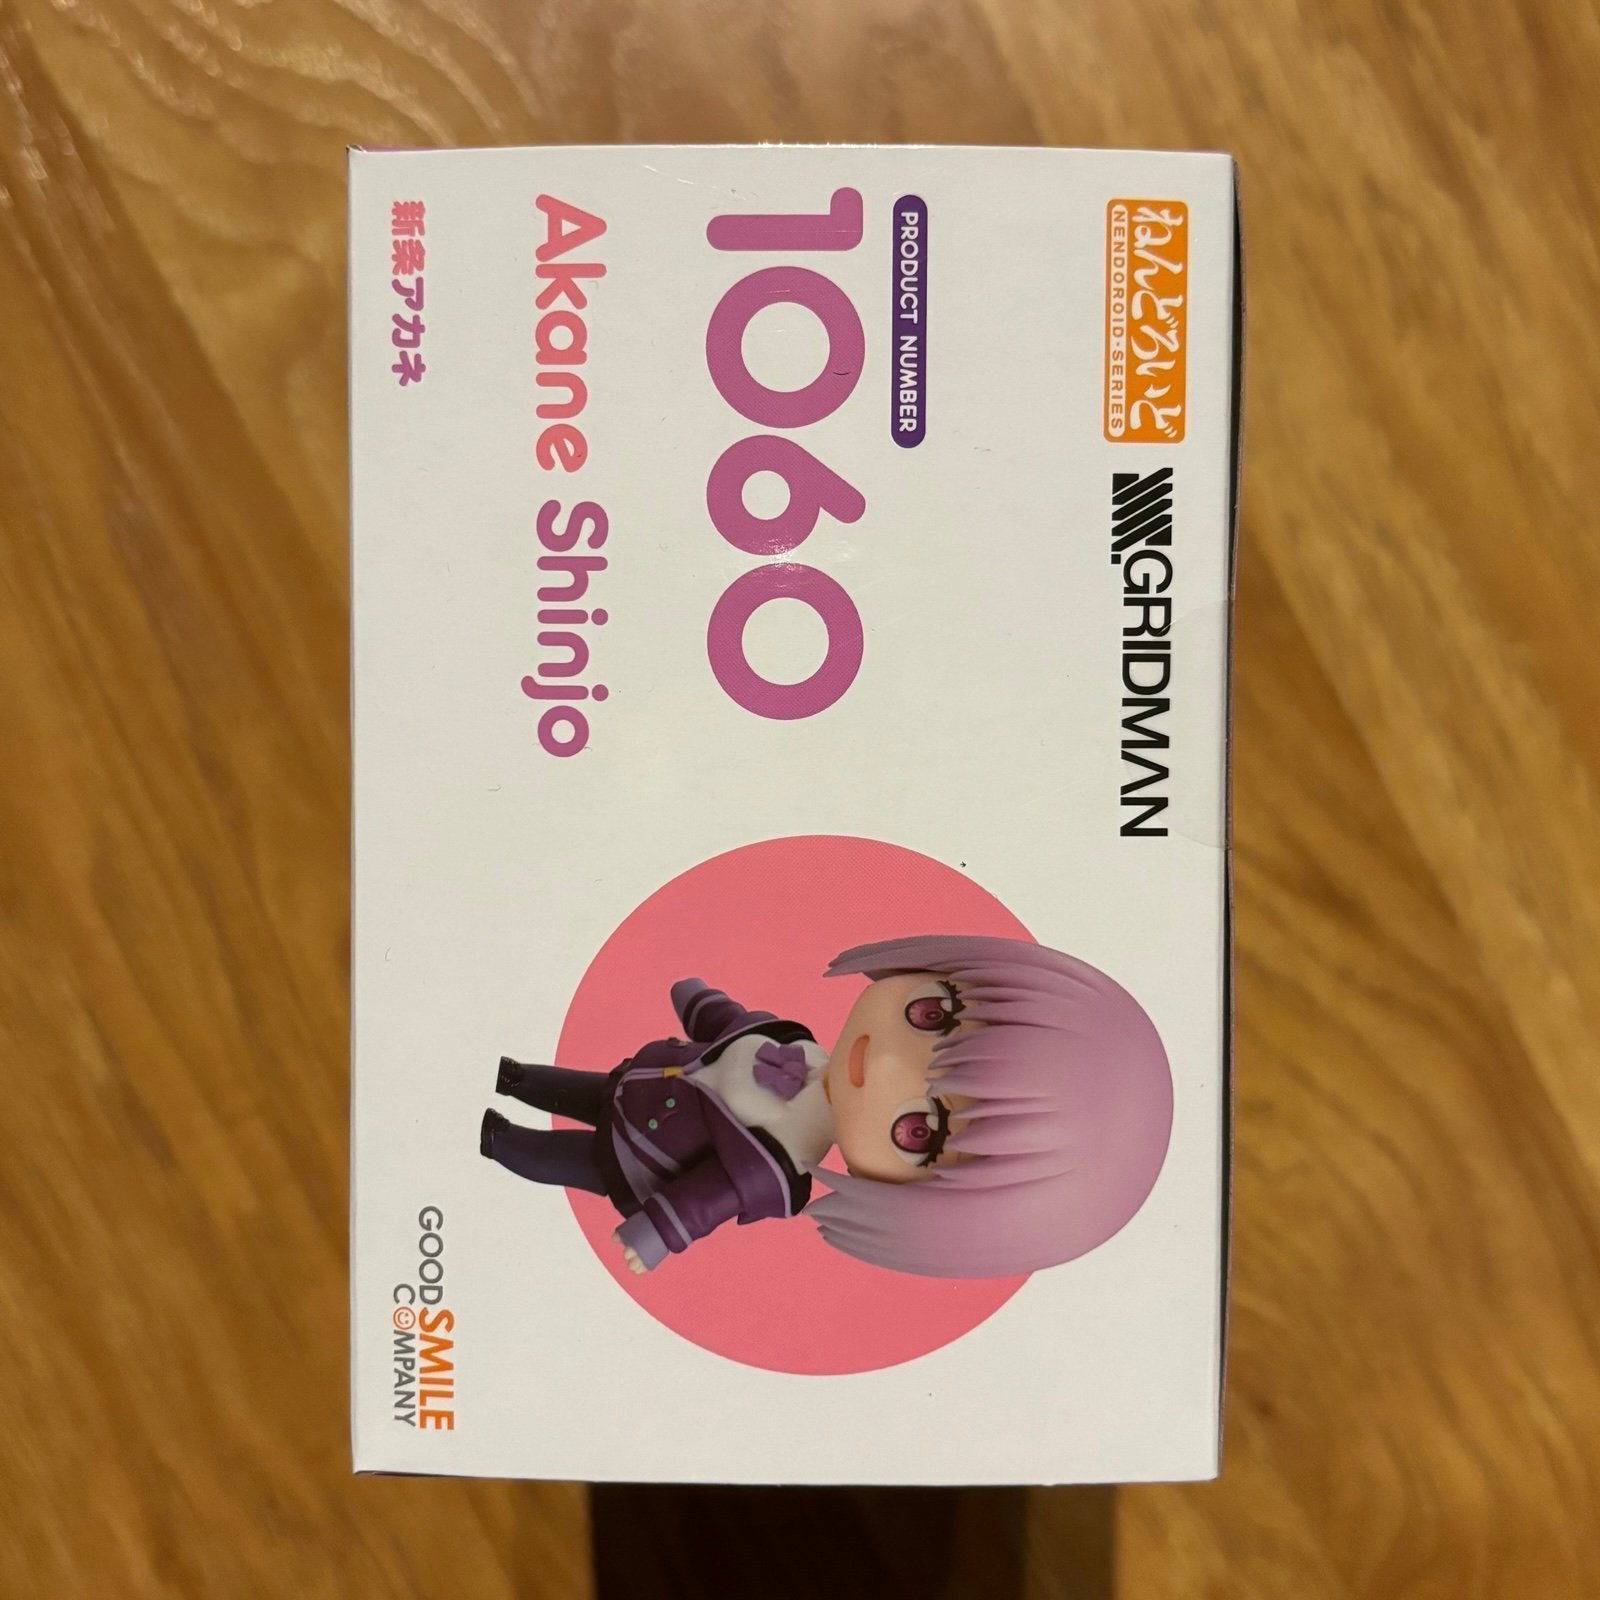 ねんどろいど
NENDOROID-SERIES
GRIDMAN
PRODUCT NUMBER
1060
Akane Shinjo
新条アカネ
GOOD SMILE
COMPANY